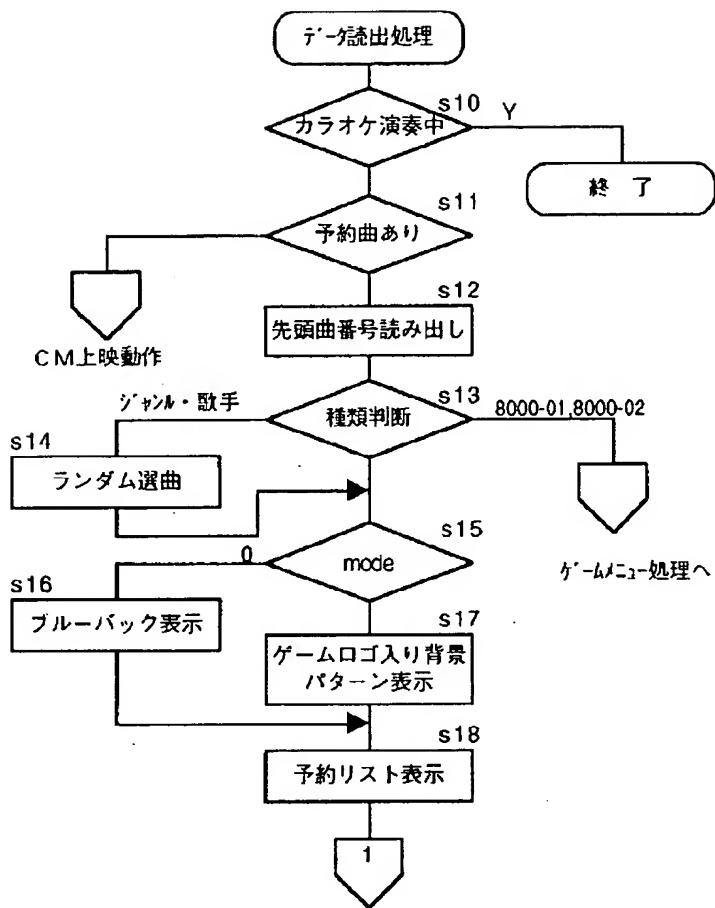 データ読出処理
s10
カラオケ演奏中
Y
終 了
s11
予約曲あり
s12
先頭曲番号読み出し
CM上映動作
s13
ジャンル・歌手
種類判断
8000-01,8000-02
s14
ランダム選曲
s15
0
mode
ゲームメニュー処理へ
s16
ブルーバック表示
s17
ゲームロゴ入り背景
パターン表示
s18
予約リスト表示
1